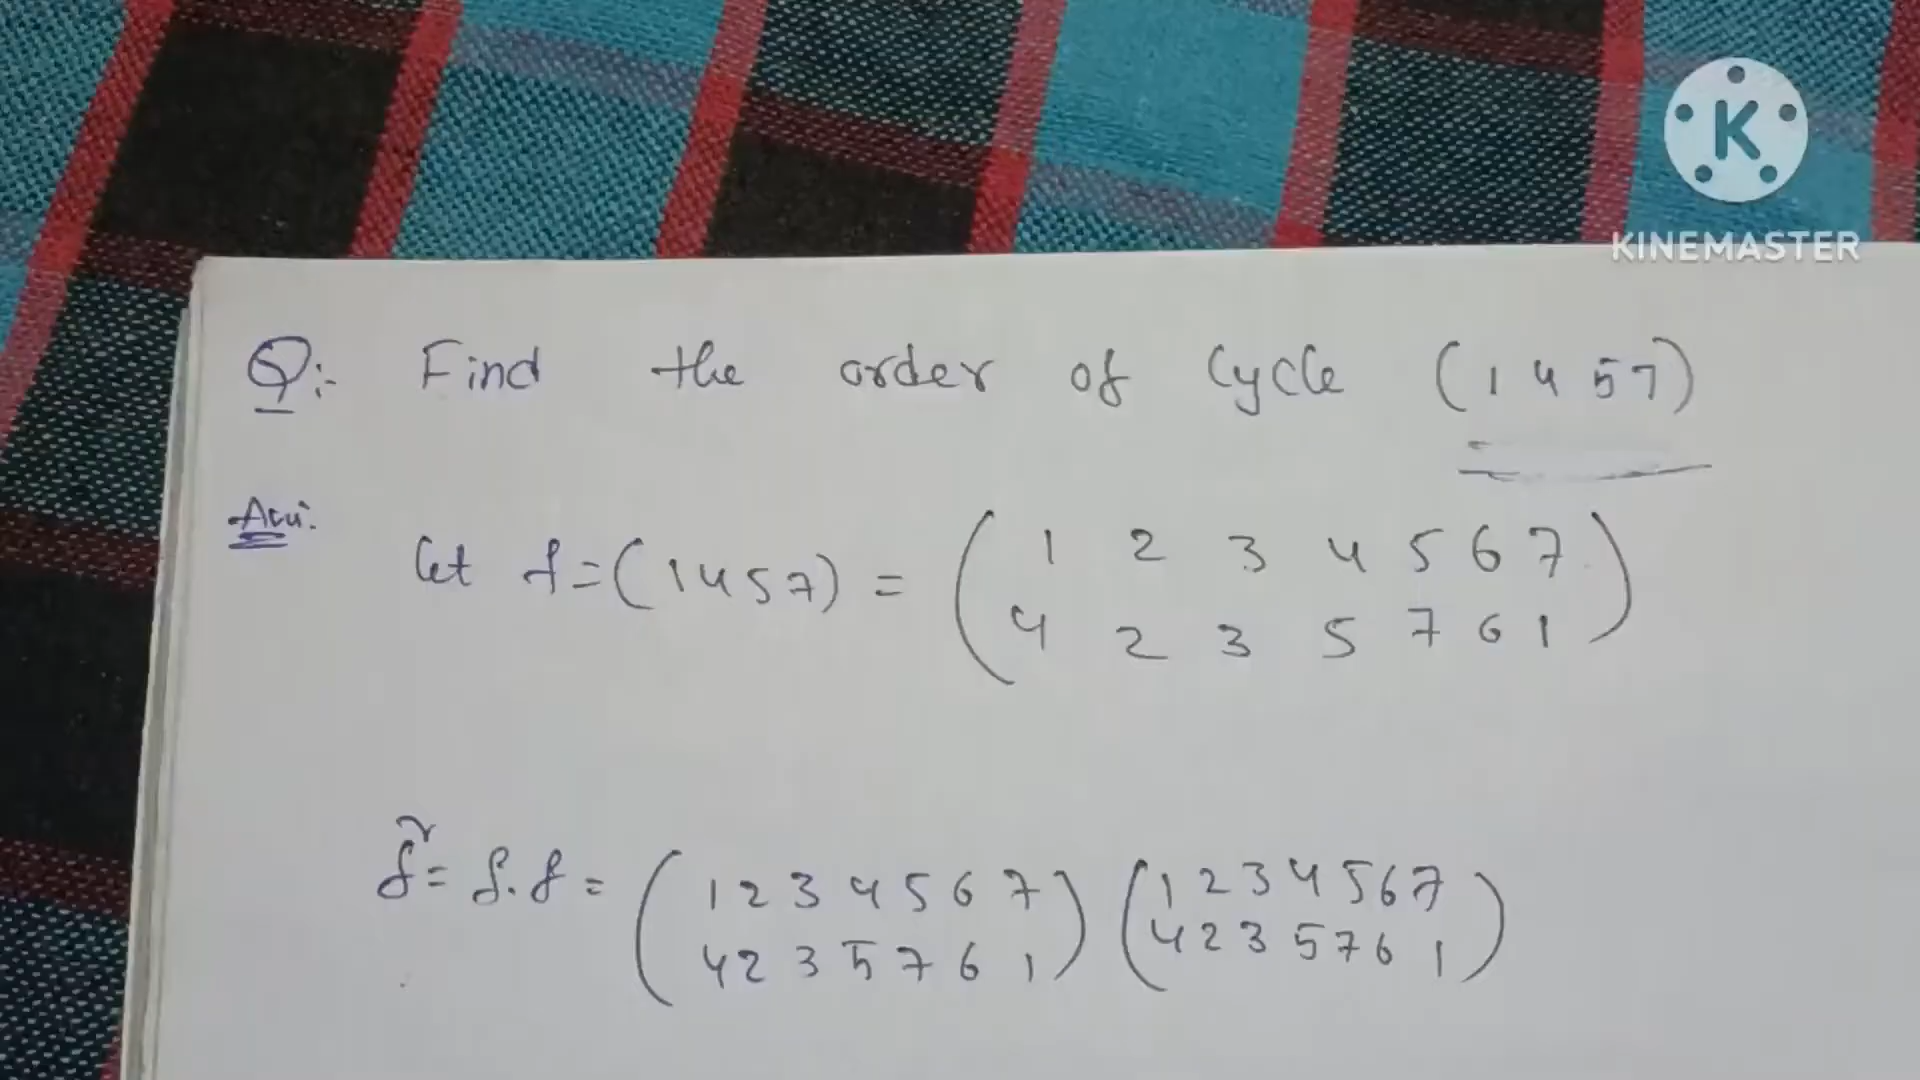 K
KINEMASTER
Q:- Find the order of Cycle (1 4 5 7)
Ans:
let f = (1 4 5 7) = ( 1 2 3 4 5 6 7 )
4 2 3 5 7 6 1
f² = f. f = ( 1 2 3 4 5 6 7 ) ( 1 2 3 4 5 6 7 )
4 2 3 5 7 6 1 4 2 3 5 7 6 1